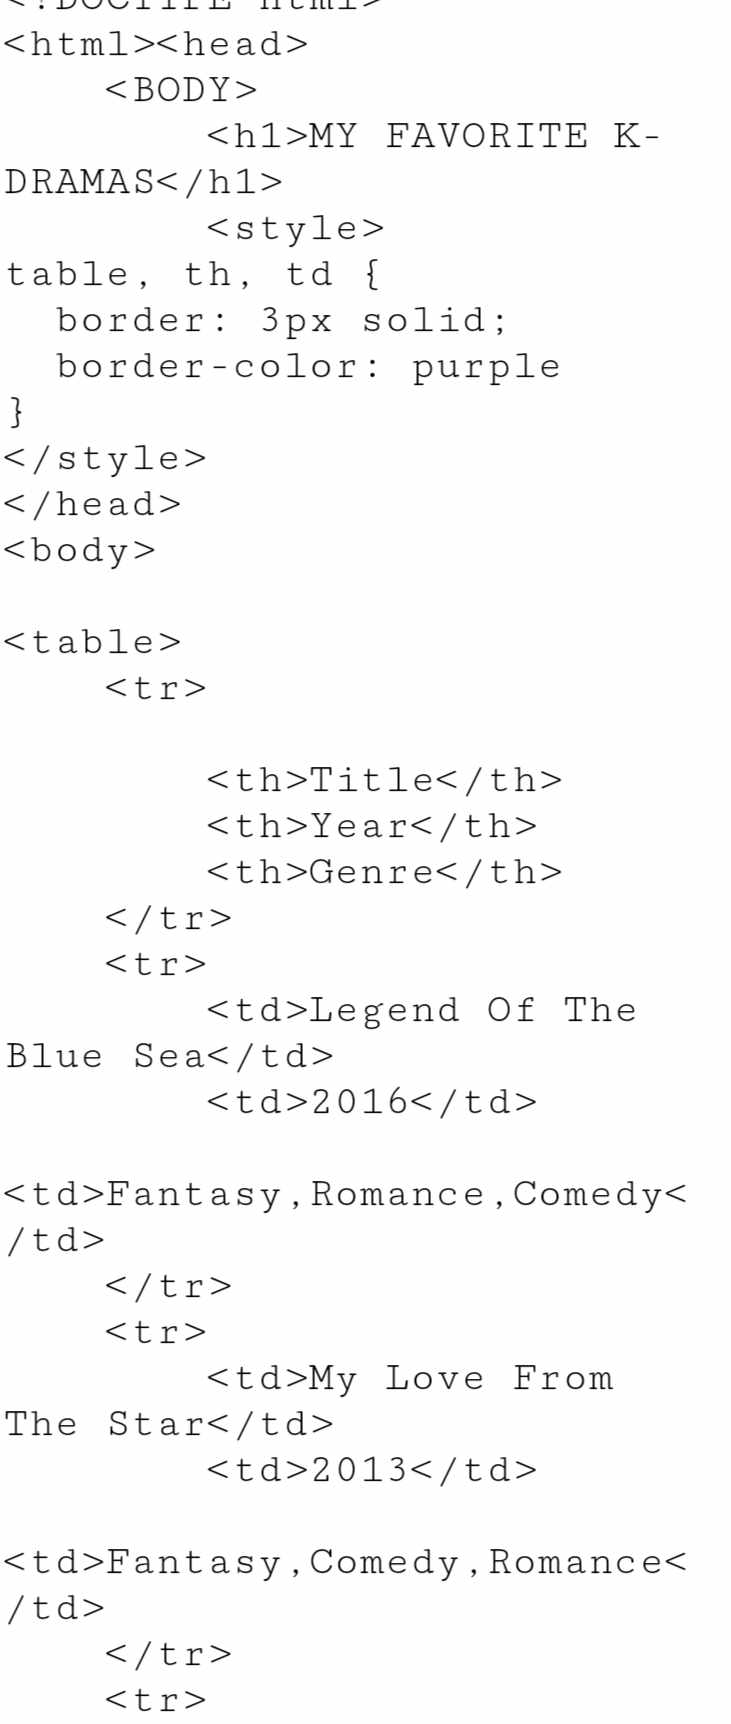 <!DOCTYPE html>
<html><head>
    <BODY>
        <h1>MY FAVORITE K-
DRAMAS</h1>
        <style>
table, th, td {
  border: 3px solid;
  border-color: purple
}
</style>
</head>
<body>

<table>
    <tr>

        <th>Title</th>
        <th>Year</th>
        <th>Genre</th>
    </tr>
    <tr>
        <td>Legend Of The
Blue Sea</td>
        <td>2016</td>

<td>Fantasy,Romance,Comedy<
/td>
    </tr>
    <tr>
        <td>My Love From
The Star</td>
        <td>2013</td>

<td>Fantasy,Comedy,Romance<
/td>
    </tr>
    <tr>